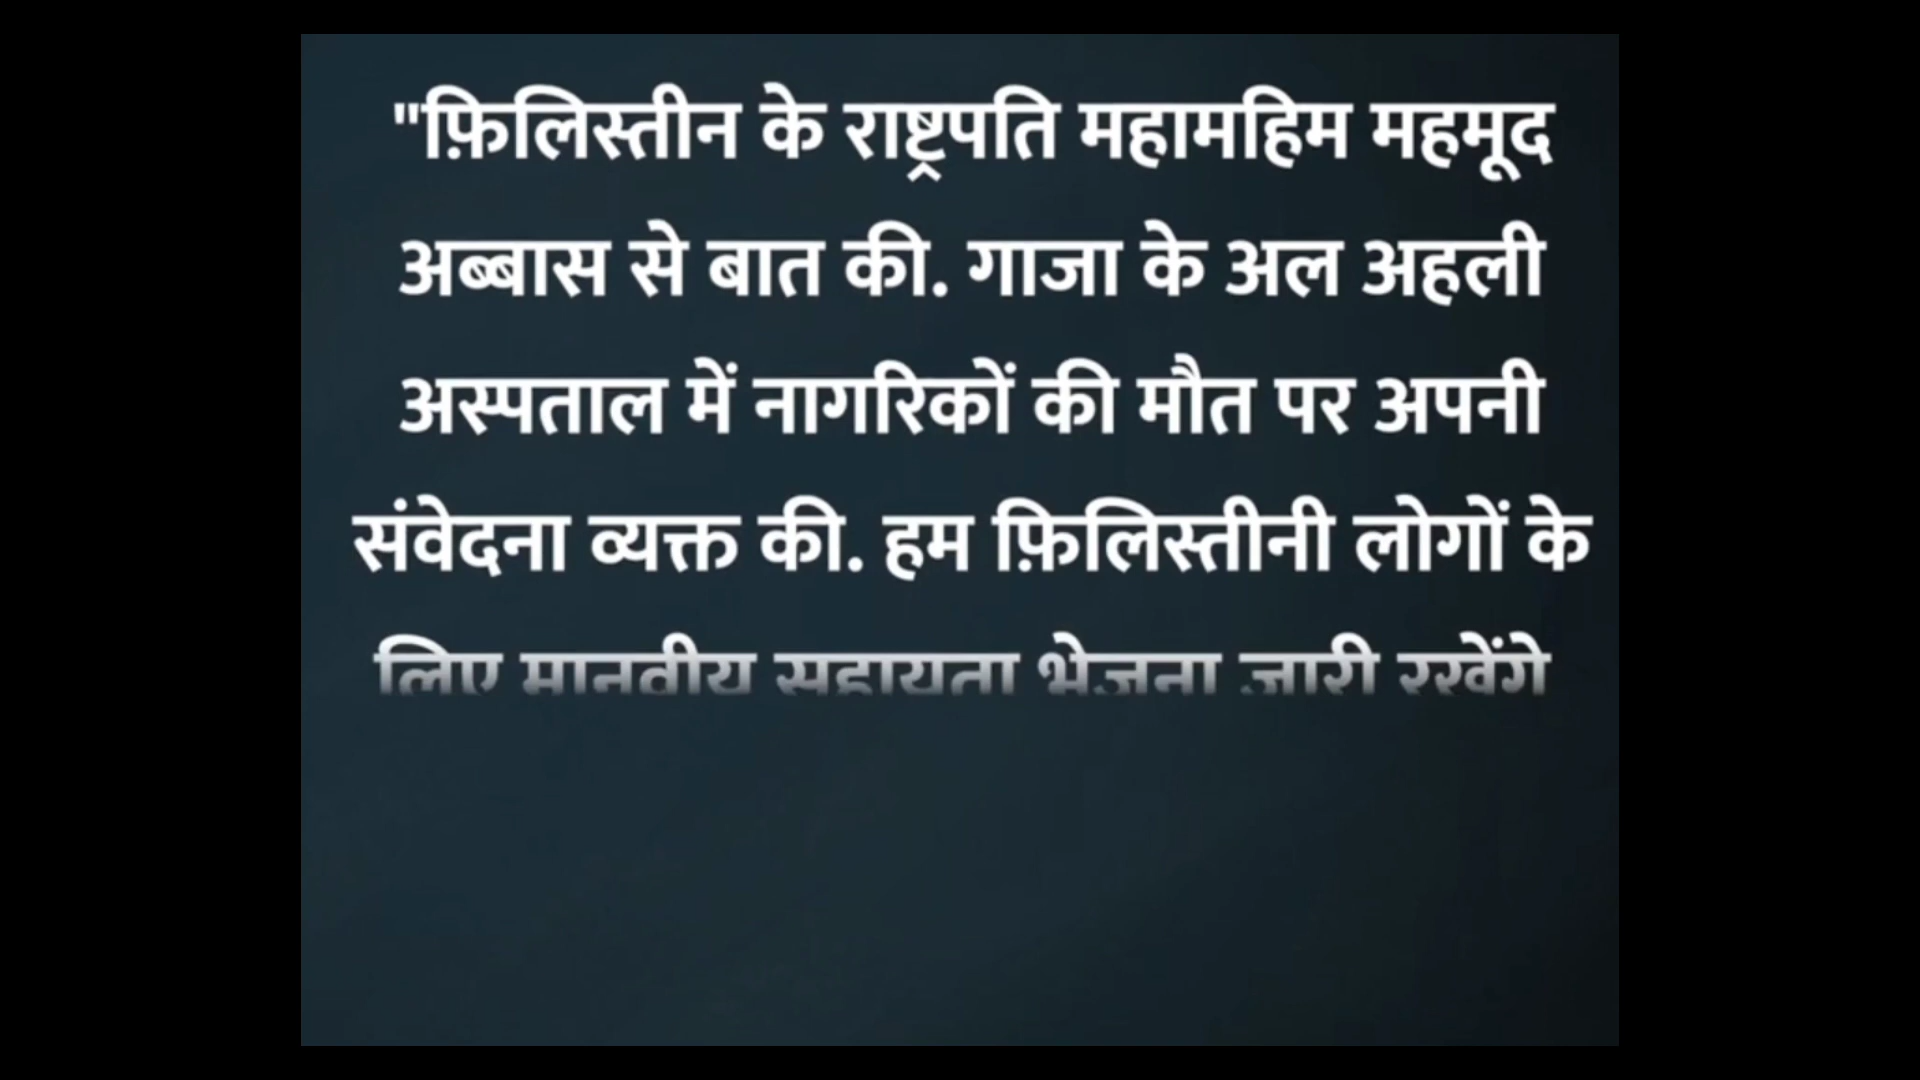 "फ़िलिस्तीन के राष्ट्रपति महामहिम महमूद
अब्बास से बात की. गाजा के अल अहली
अस्पताल में नागरिकों की मौत पर अपनी
संवेदना व्यक्त की. हम फ़िलिस्तीनी लोगों के
लिए मानवीय सहायता भेजना जारी रखेंगे